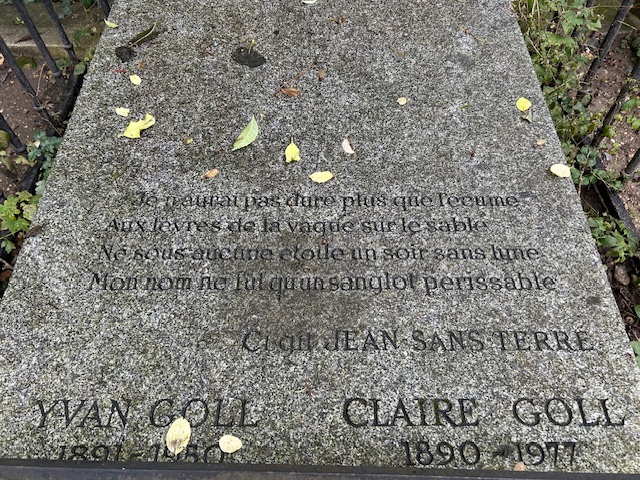 Je n'aurai pas duré plus que l'écume
Aux lèvres de la vague sur le sable
Né sous aucune étoile un soir sans lune
Mon nom ne fut qu'un sanglot périssable
Ci-gît JEAN SANS TERRE
YVAN GOLL CLAIRE GOLL
1891-1950 1890-1977